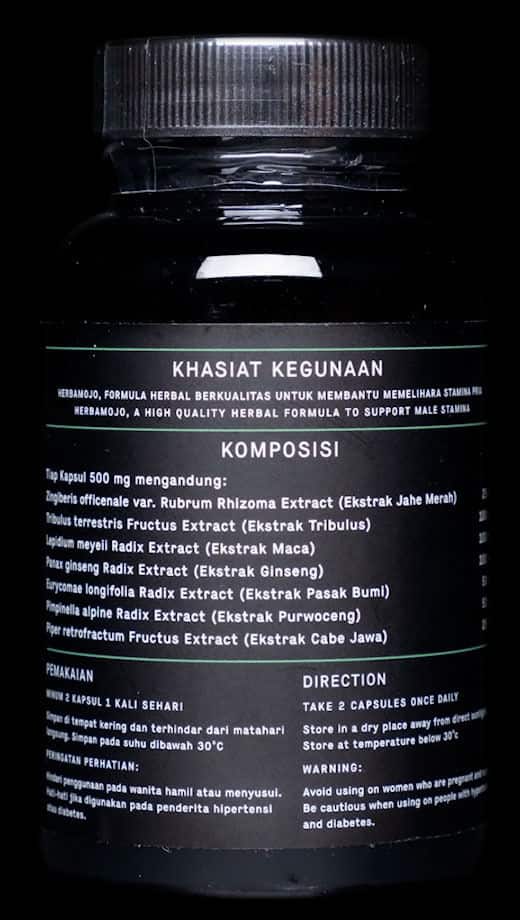 KHASIAT KEGUNAAN
HERBAMOJO, FORMULA HERBAL BERKUALITAS UNTUK MEMBANTU MEMELIHARA STAMINA PRIA
HERBAMOJO, A HIGH QUALITY HERBAL FORMULA TO SUPPORT MALE STAMINA
KOMPOSISI
Tiap Kapsul 500 mg mengandung:
Zingiberis officenale var. Rubrum Rhizoma Extract (Ekstrak Jahe Merah)
Tribulus terrestris Fructus Extract (Ekstrak Tribulus)
Lepidium meyeii Radix Extract (Ekstrak Maca)
Panax ginseng Radix Extract (Ekstrak Ginseng)
Eurycomae longifolia Radix Extract (Ekstrak Pasak Bumi)
Pimpinella alpine Radix Extract (Ekstrak Purwoceng)
Piper retrofractum Fructus Extract (Ekstrak Cabe Jawa)
PEMAKAIAN
MINUM 2 KAPSUL 1 KALI SEHARI
Simpan di tempat kering dan terhindar dari matahari
langsung. Simpan pada suhu dibawah 30°C
PERINGATAN PERHATIAN:
Hindari penggunaan pada wanita hamil atau menyusui.
Hati-hati jika digunakan pada penderita hipertensi
atau diabetes.
DIRECTION
TAKE 2 CAPSULES ONCE DAILY
Store in a dry place away from direct
Store at temperature below 30°c
WARNING:
Avoid using on women who are pregnant
Be cautious when using on people with
and diabetes.